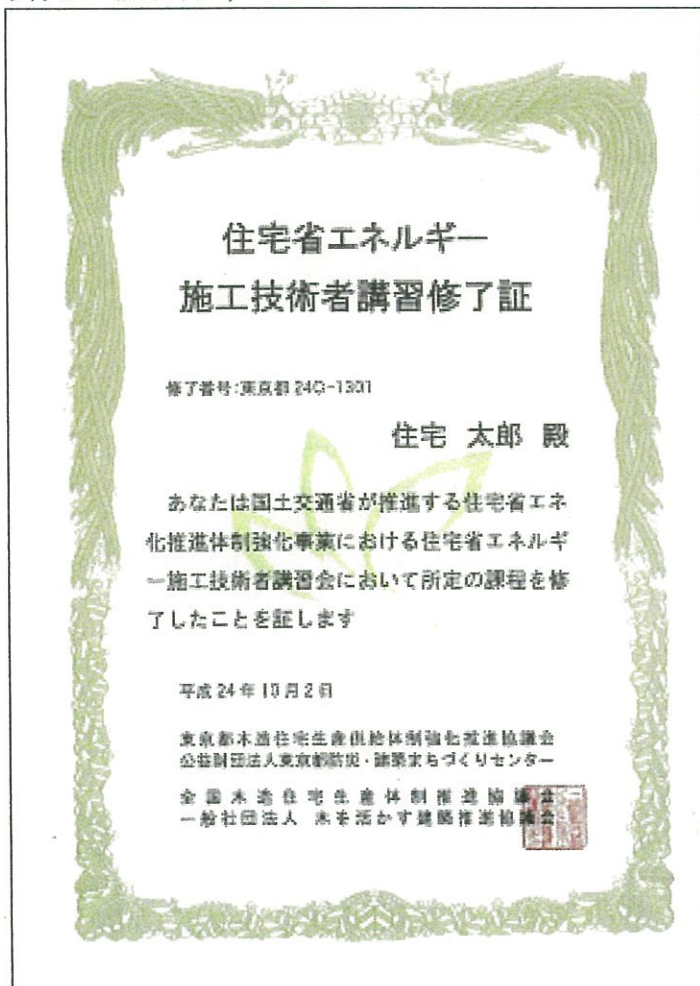 住宅省エネルギー
施工技術者講習修了証
修了番号:東京都24C-1301
住宅 太郎 殿
あなたは国土交通省が推進する住宅省エネ
化推進体制強化事業における住宅省エネルギ
ー施工技術者講習会において所定の課程を修
了したことを証します
平成24年10月2日
東京都木造住宅生産供給体制強化推進協議会
公益財団法人東京都防災・建築まちづくりセンター
全国木造住宅生産体制推進協議会
一般社団法人 木を活かす建築推進協議会